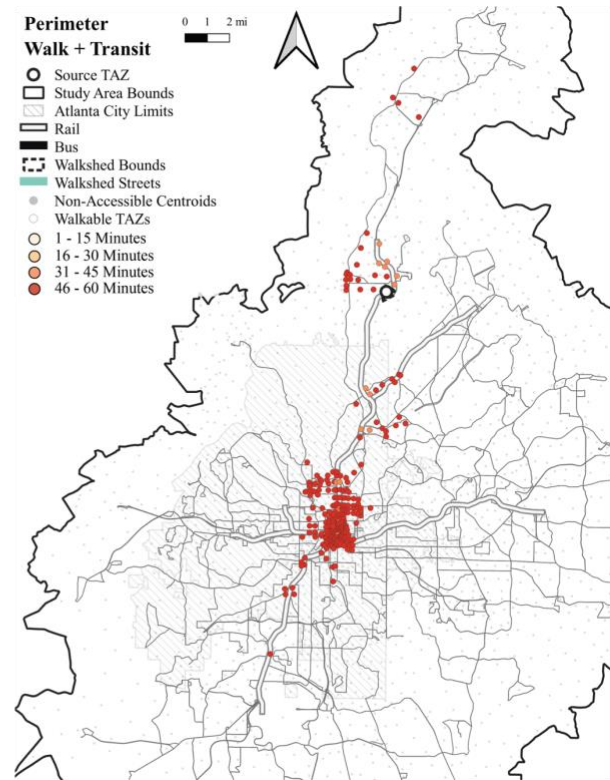 Perimeter
Walk + Transit
0 1 2 mi
Source TAZ
Study Area Bounds
Atlanta City Limits
Rail
Bus
Walkshed Bounds
Walkshed Streets
Non-Accessible Centroids
Walkable TAZs
1 - 15 Minutes
16 - 30 Minutes
31 - 45 Minutes
46 - 60 Minutes